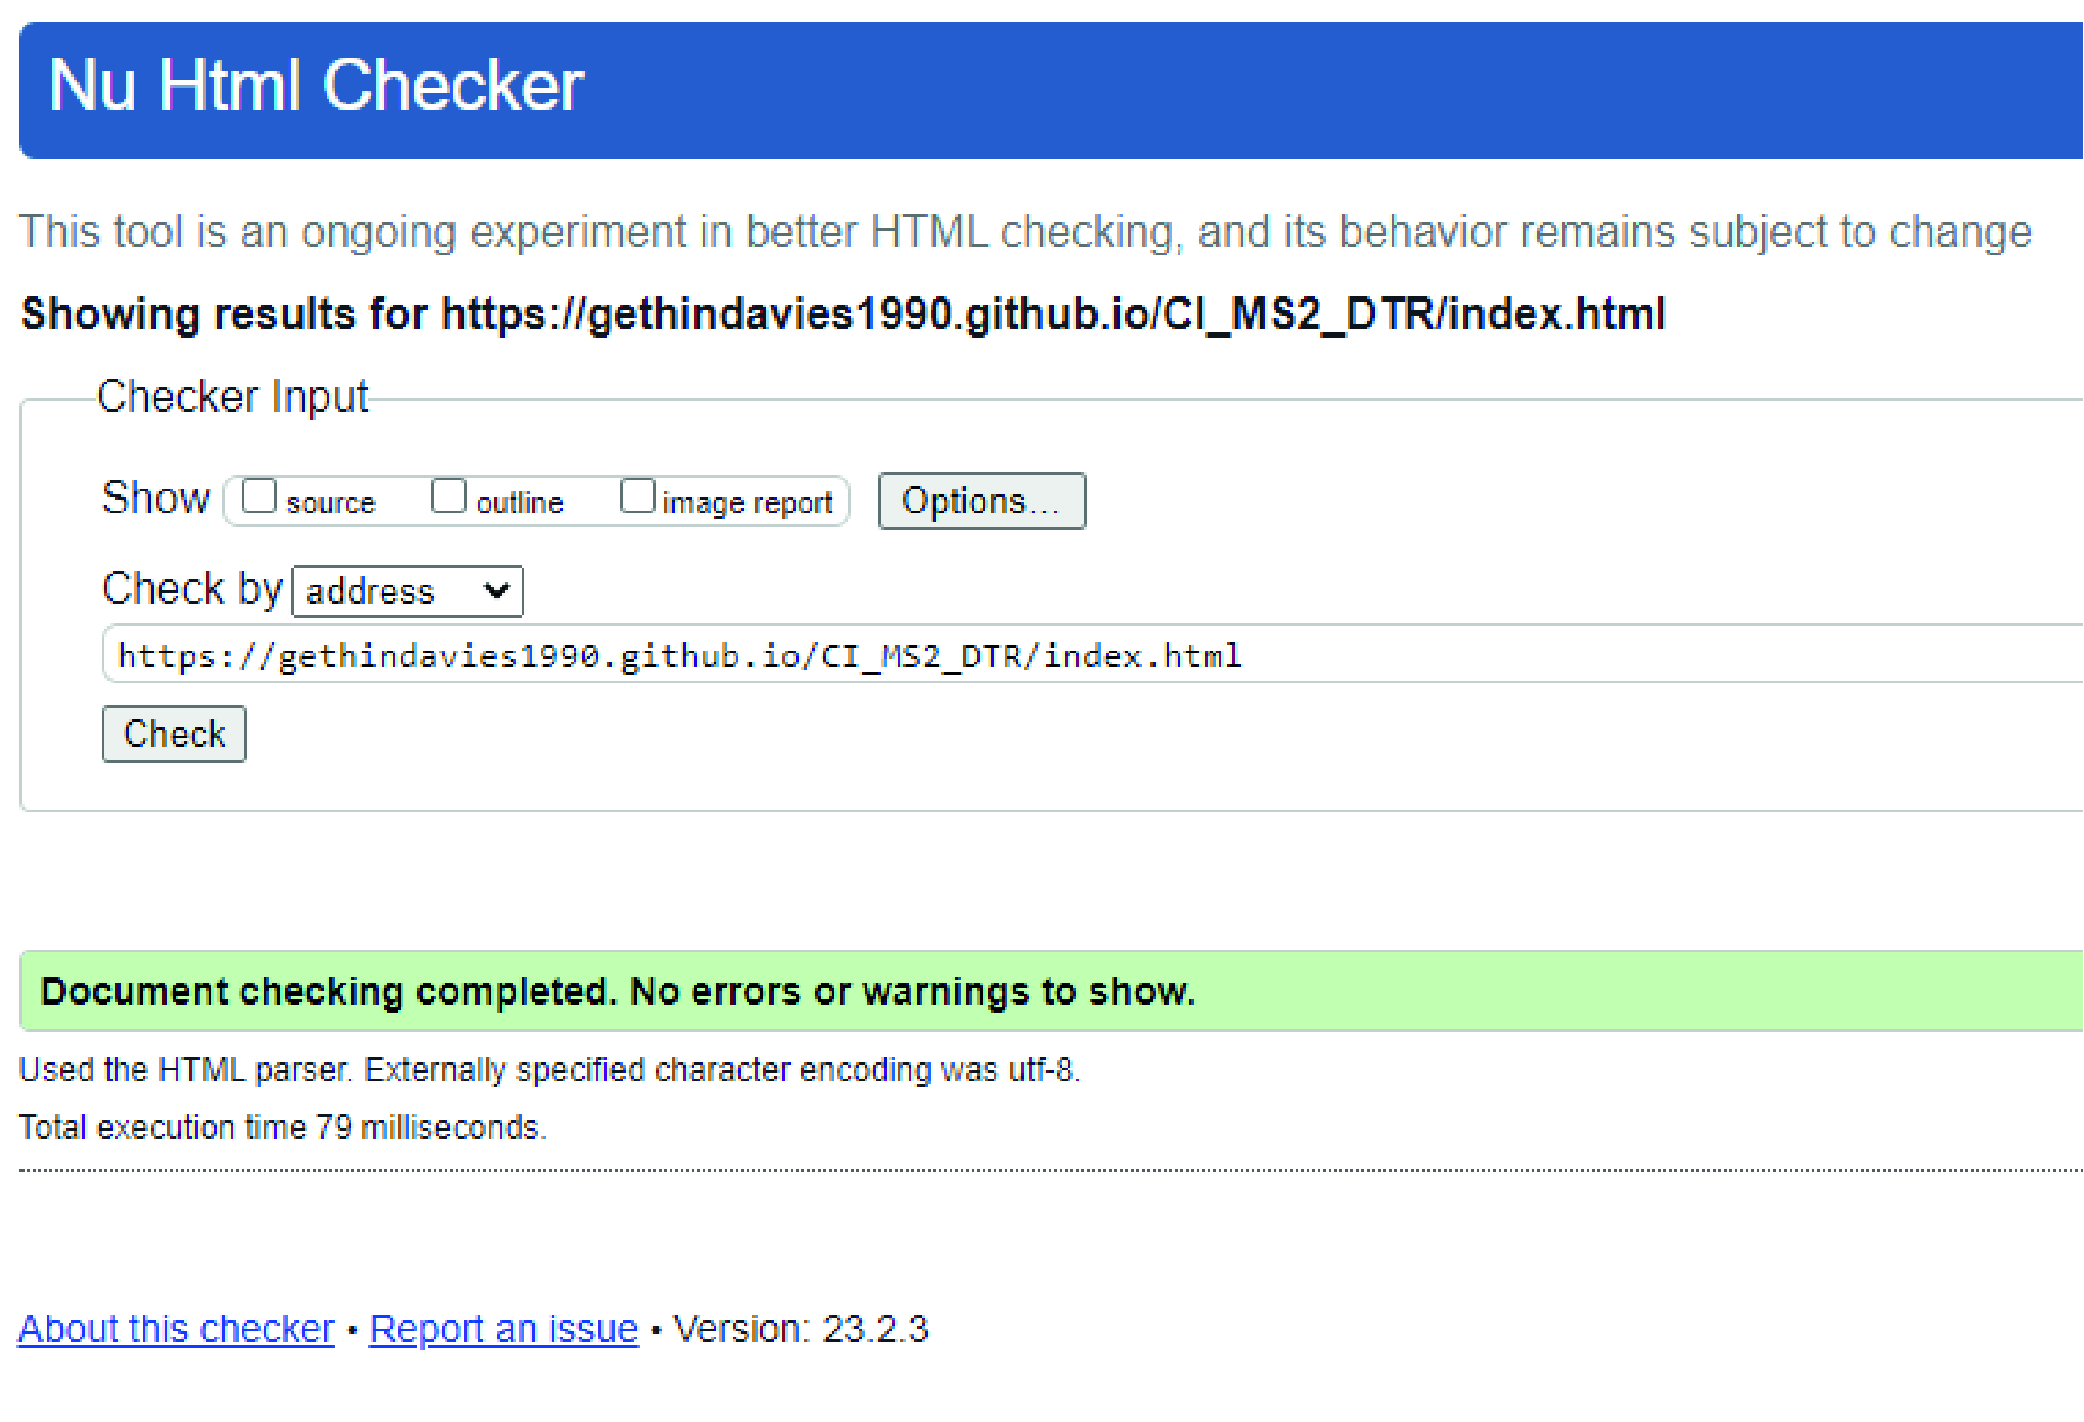 Nu Html Checker
This tool is an ongoing experiment in better HTML checking, and its behavior remains subject to change
Showing results for https://gethindavies1990.github.io/CI_MS2_DTR/index.html
Checker Input
Show source outline image report Options...
Check by address
https://gethindavies1990.github.io/CI_MS2_DTR/index.html
Check
Document checking completed. No errors or warnings to show.
Used the HTML parser. Externally specified character encoding was utf-8.
Total execution time 79 milliseconds.
About this checker • Report an issue • Version: 23.2.3